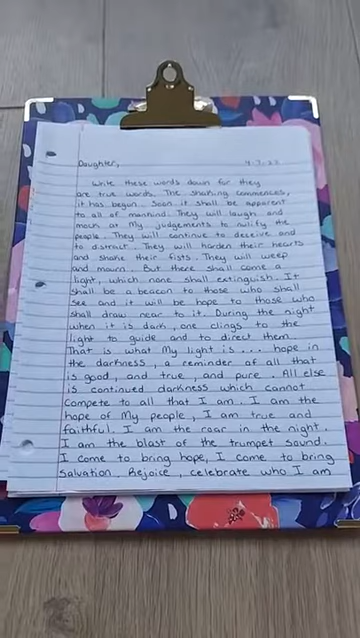 Daughter, 4.7.22
Write these words down for they
are true words. The shaking commences,
it has begun. Soon it shall be apparent
to all of mankind. They will laugh and
mock at My judgements to nullify the
people. They will continue to deceive and
to distract. They will harden their hearts
and shake their fists. They will weep
and mourn. But there shall come a
light, which none shall extinguish. It
shall be a beacon to those who shall
see and it will be hope to those who
shall draw near to it. During the night
when it is dark, one clings to the
light to guide and to direct them.
That is what My light is.... hope in
the darkness, a reminder of all that
is good, and true, and pure. All else
is continued darkness which cannot
compete to all that I am. I am the
hope of My people, I am true and
faithful. I am the roar in the night.
I am the blast of the trumpet sound.
I come to bring hope, I come to bring
salvation. Rejoice, celebrate who I am